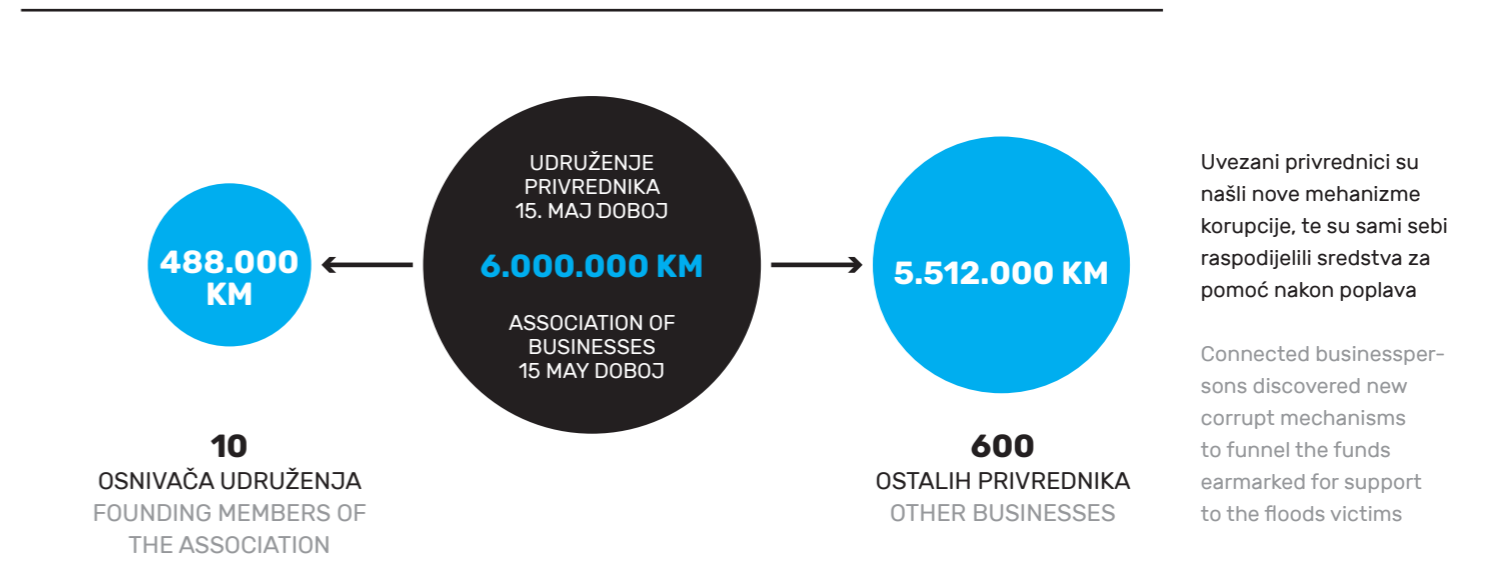 UDRUŽENJE
PRIVREDNIKA
15. MAJ DOBOJ
6.000.000 KM
ASSOCIATION OF
BUSINESSES
15 MAY DOBOJ
488.000
KM
10
OSNIVAČA UDRUŽENJA
FOUNDING MEMBERS OF
THE ASSOCIATION
5.512.000 KM
600
OSTALIH PRIVREDNIKA
OTHER BUSINESSES
Uvezani privrednici su
našli nove mehanizme
korupcije, te su sami sebi
raspodijelili sredstva za
pomoć nakon poplava
Connected businessper-
sons discovered new
corrupt mechanisms
to funnel the funds
earmarked for support
to the floods victims